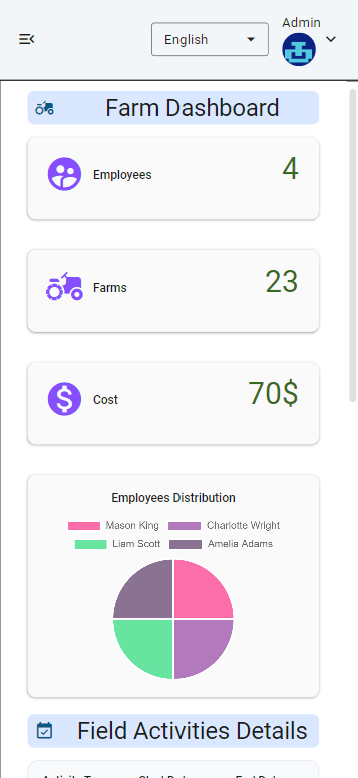 Admin
English
Farm Dashboard
Employees
4
Farms
23
Cost
70$
Employees Distribution
Mason King Charlotte Wright
Liam Scott Amelia Adams
Field Activities Details